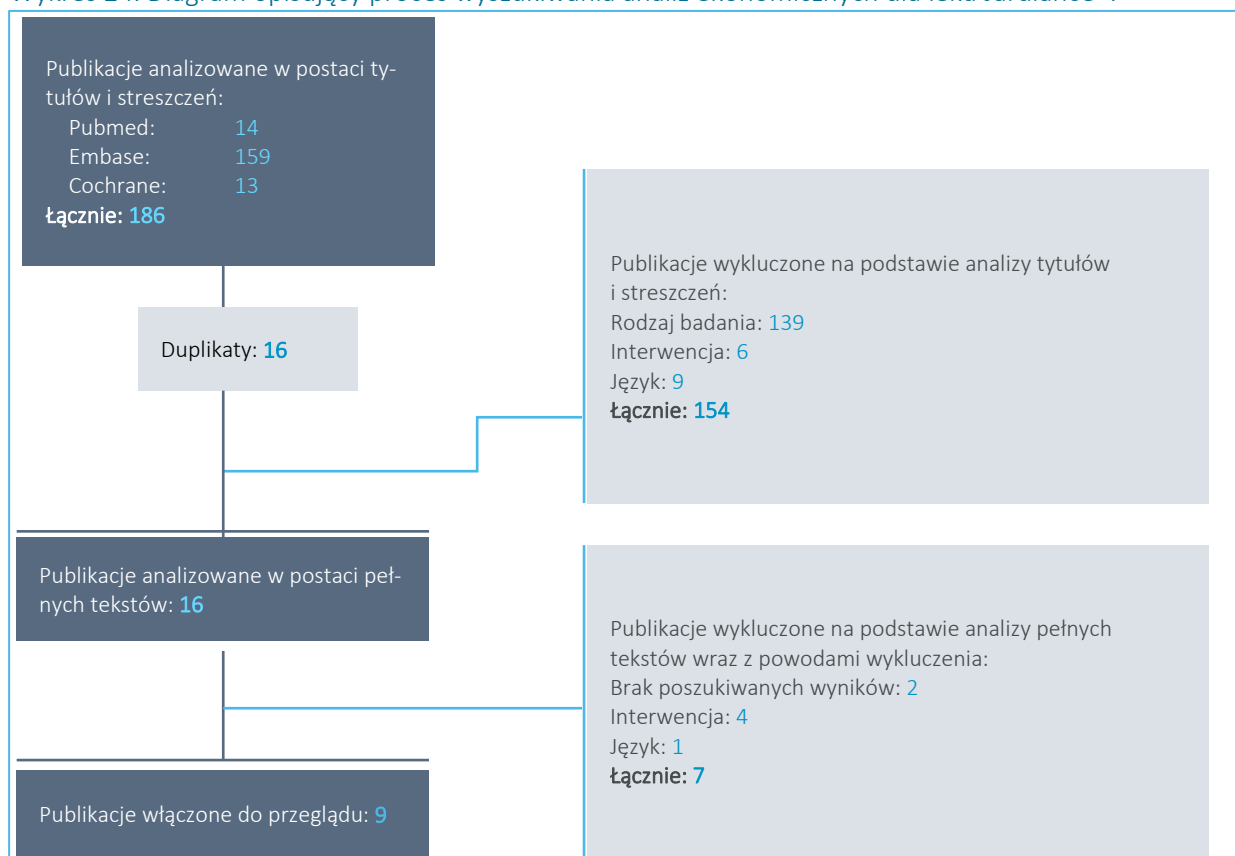 Publikacje analizowane w postaci ty-
tułów i streszczeń:
Pubmed: 14
Embase: 159
Cochrane: 13
Łącznie: 186
Duplikaty: 16
Publikacje wykluczone na podstawie analizy tytułów
i streszczeń:
Rodzaj badania: 139
Interwencja: 6
Język: 9
Łącznie: 154
Publikacje analizowane w postaci peł-
nych tekstów: 16
Publikacje wykluczone na podstawie analizy pełnych
tekstów wraz z powodami wykluczenia:
Brak poszukiwanych wyników: 2
Interwencja: 4
Język: 1
Łącznie: 7
Publikacje włączone do przeglądu: 9